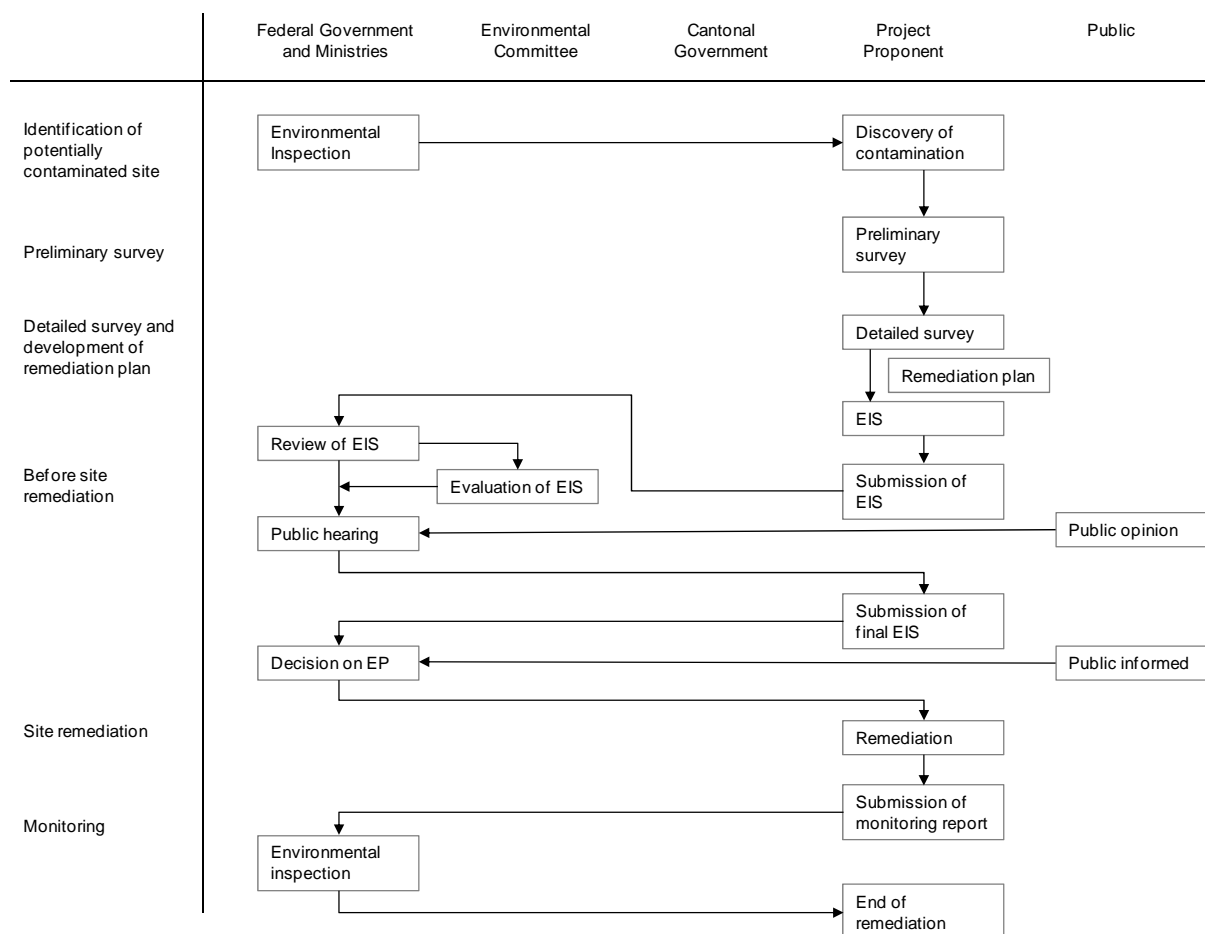 Federal Government
and Ministries
Environmental
Committee
Cantonal
Government
Project
Proponent
Public
Identification of
potentially
contaminated site
Environmental
Inspection
Discovery of
contamination
Preliminary survey
Preliminary
survey
Detailed survey and
development of
remediation plan
Detailed survey
Remediation plan
EIS
Before site
remediation
Review of EIS
Evaluation of EIS
Submission of
EIS
Public hearing
Public opinion
Submission of
final EIS
Decision on EP
Public informed
Site remediation
Remediation
Monitoring
Submission of
monitoring report
Environmental
inspection
End of
remediation